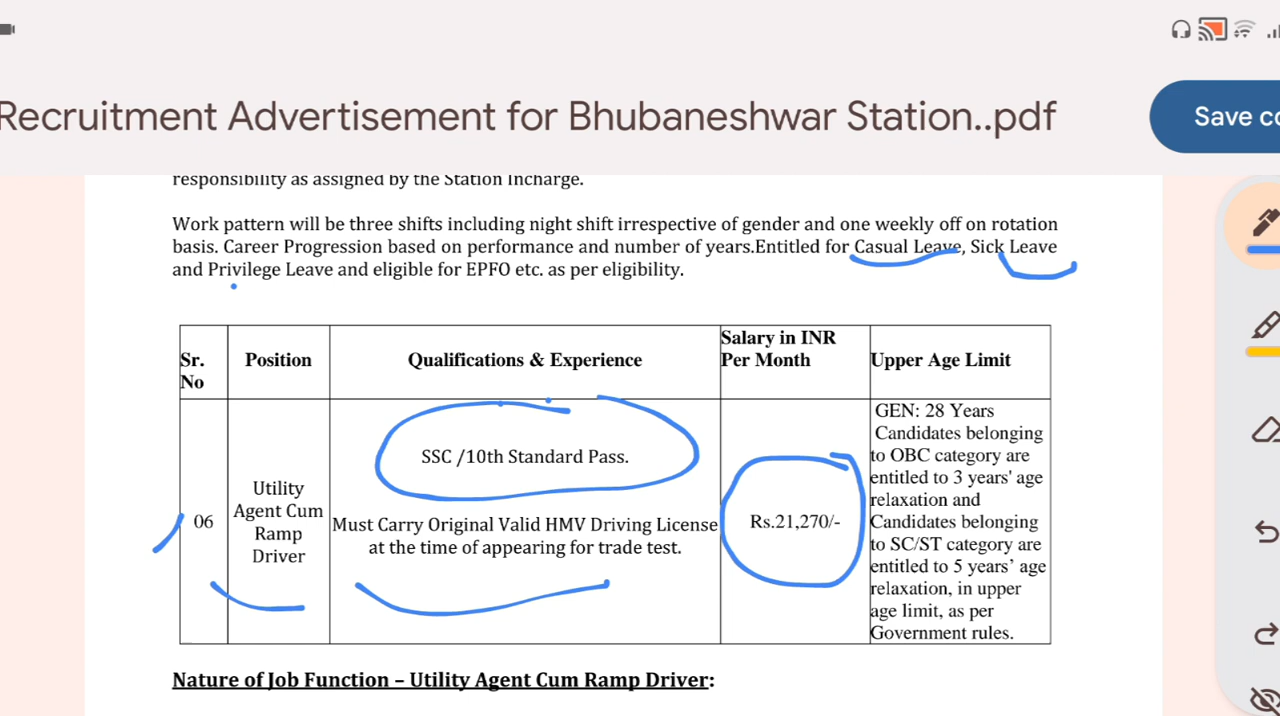 Recruitment Advertisement for Bhubaneshwar Station..pdf
Save
responsibility as assigned by the Station Incharge.
Work pattern will be three shifts including night shift irrespective of gender and one weekly off on rotation
basis. Career Progression based on performance and number of years.Entitled for Casual Leave, Sick Leave
and Privilege Leave and eligible for EPFO etc. as per eligibility.
Sr.
No
Position
Qualifications & Experience
Salary in INR
Per Month
Upper Age Limit
06
Utility
Agent Cum
Ramp
Driver
SSC /10th Standard Pass.
Must Carry Original Valid HMV Driving License
at the time of appearing for trade test.
Rs.21,270/-
GEN: 28 Years
Candidates belonging
to OBC category are
entitled to 3 years' age
relaxation and
Candidates belonging
to SC/ST category are
entitled to 5 years’ age
relaxation, in upper
age limit, as per
Government rules.
Nature of Job Function – Utility Agent Cum Ramp Driver: